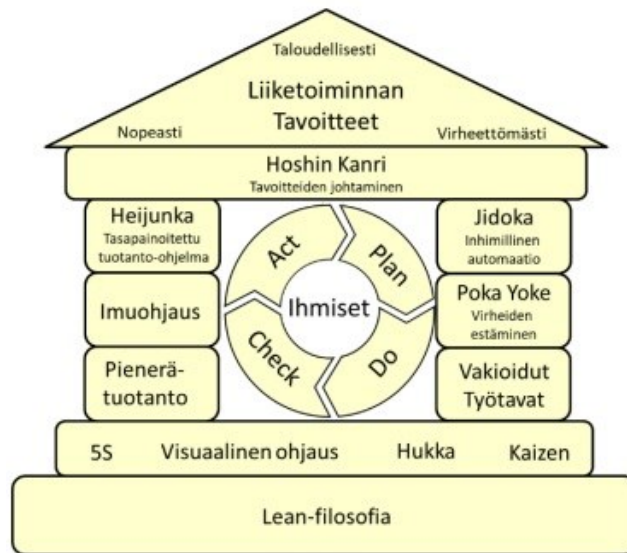 Taloudellisesti
Liiketoiminnan
Tavoitteet
Nopeasti
Virheettömästi
Hoshin Kanri
Tavoitteiden johtaminen
Heijunka
Tasapainoitettu
tuotanto-ohjelma
Imuohjaus
Pienerä-
tuotanto
Act
Plan
Ihmiset
Check
Do
Jidoka
Inhimillinen
automaatio
Poka Yoke
Virheiden
estäminen
Vakioidut
Työtavat
5S Visuaalinen ohjaus Hukka Kaizen
Lean-filosofia